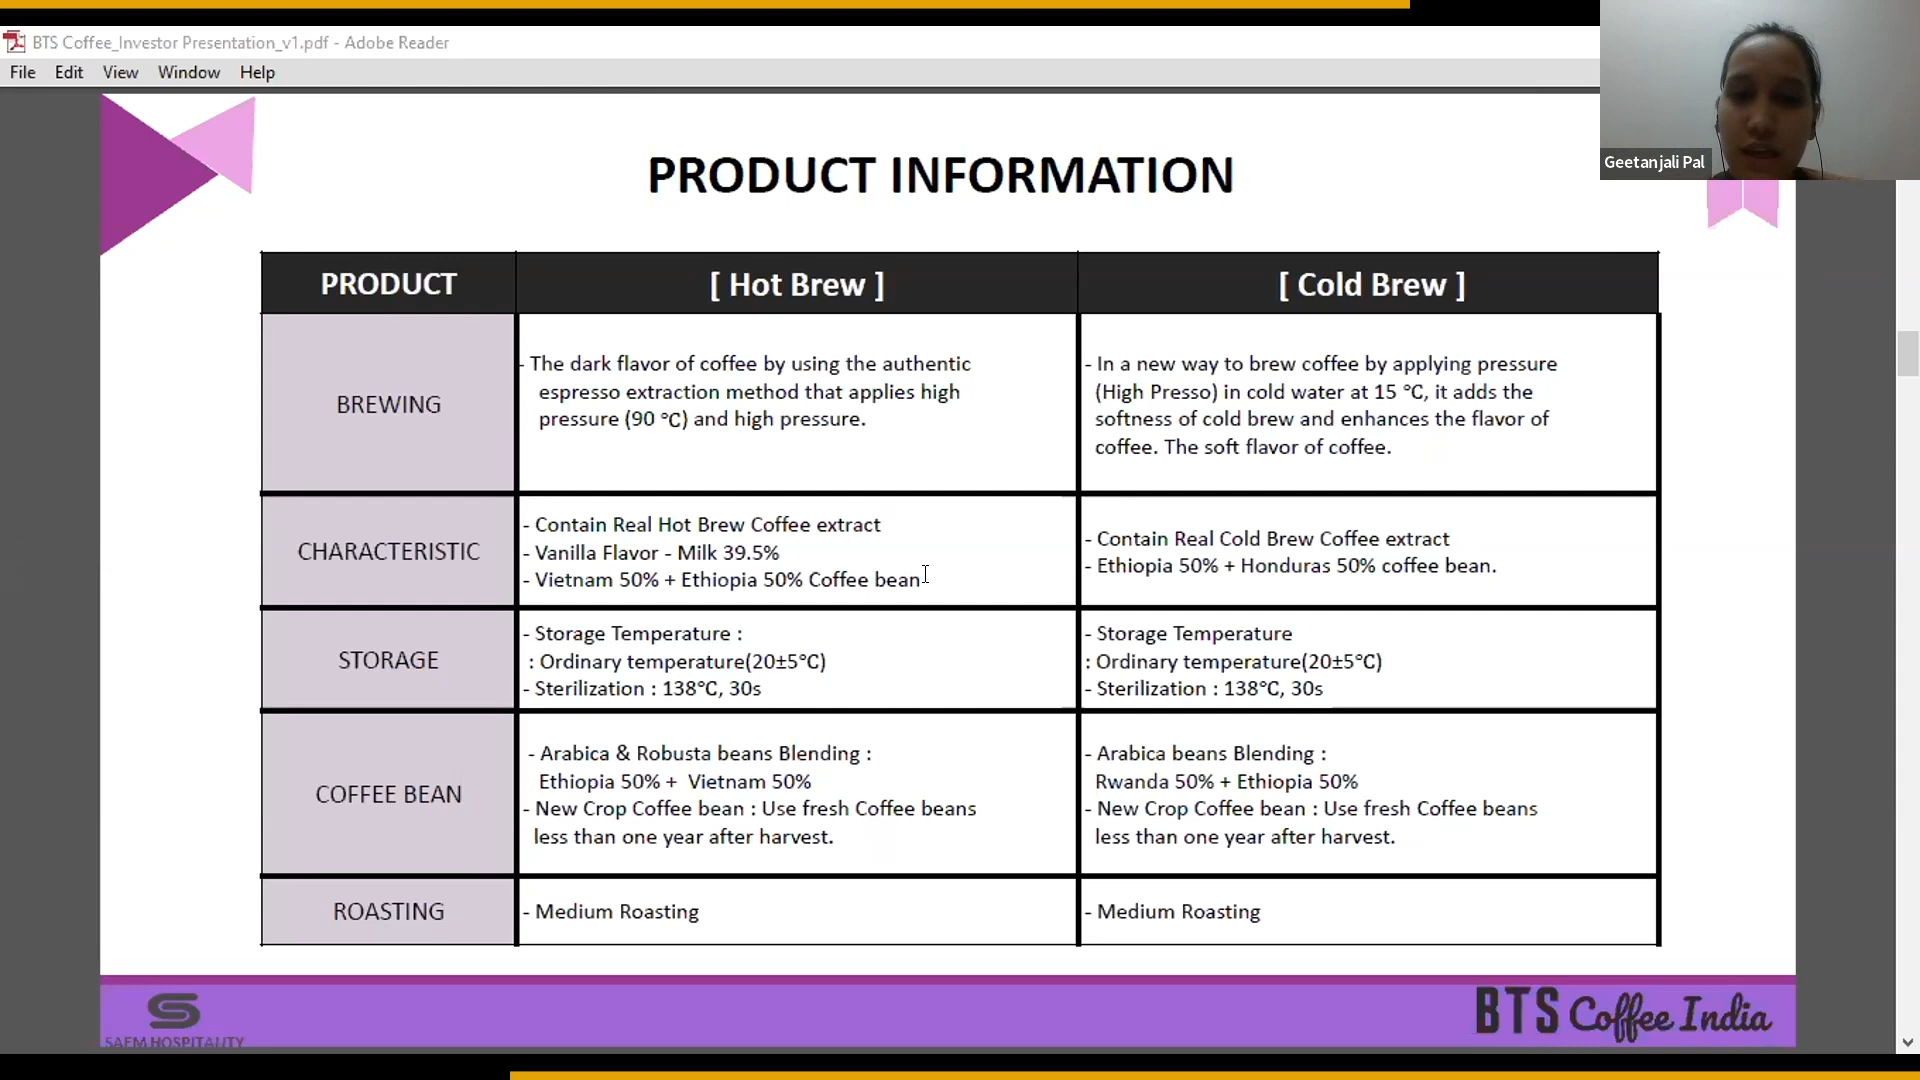 BTS Coffee_Investor Presentation_v1.pdf - Adobe Reader
File Edit View Window Help
Geetanjali Pal
PRODUCT INFORMATION
PRODUCT [ Hot Brew ] [ Cold Brew ]
BREWING
- The dark flavor of coffee by using the authentic
espresso extraction method that applies high
pressure (90 ℃) and high pressure.
- In a new way to brew coffee by applying pressure
(High Presso) in cold water at 15 ℃, it adds the
softness of cold brew and enhances the flavor of
coffee. The soft flavor of coffee.
CHARACTERISTIC
- Contain Real Hot Brew Coffee extract
- Vanilla Flavor - Milk 39.5%
- Vietnam 50% + Ethiopia 50% Coffee bean
- Contain Real Cold Brew Coffee extract
- Ethiopia 50% + Honduras 50% coffee bean.
STORAGE
- Storage Temperature :
: Ordinary temperature(20±5℃)
- Sterilization : 138℃, 30s
- Storage Temperature
: Ordinary temperature(20±5℃)
- Sterilization : 138℃, 30s
COFFEE BEAN
- Arabica & Robusta beans Blending :
Ethiopia 50% + Vietnam 50%
- New Crop Coffee bean : Use fresh Coffee beans
less than one year after harvest.
- Arabica beans Blending :
Rwanda 50% + Ethiopia 50%
- New Crop Coffee bean : Use fresh Coffee beans
less than one year after harvest.
ROASTING
- Medium Roasting
- Medium Roasting
SAEM HOSPITALITY
BTS Coffee India